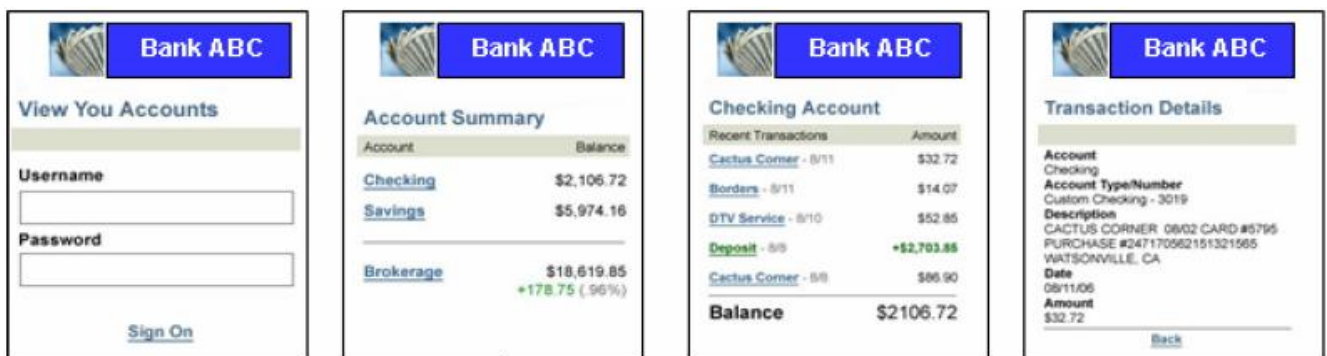 Bank ABC
View You Accounts
Username
Password
Sign On
Bank ABC
Account Summary
Account Balance
Checking $2,106.72
Savings $5,974.16
Brokerage $18,619.85
+178.75 (.96%)
Bank ABC
Checking Account
Recent Transactions Amount
Cactus Corner - 8/11 $32.72
Borders - 8/11 $14.07
DTV Service - 8/10 $52.85
Deposit - 8/9 +$2,703.85
Cactus Corner - 8/8 $86.90
Balance $2106.72
Bank ABC
Transaction Details
Account
Checking
Account Type/Number
Custom Checking - 3019
Description
CACTUS CORNER 08/02 CARD #5795
PURCHASE #247170562151321565
WATSONVILLE, CA
Date
08/11/06
Amount
$32.72
Back